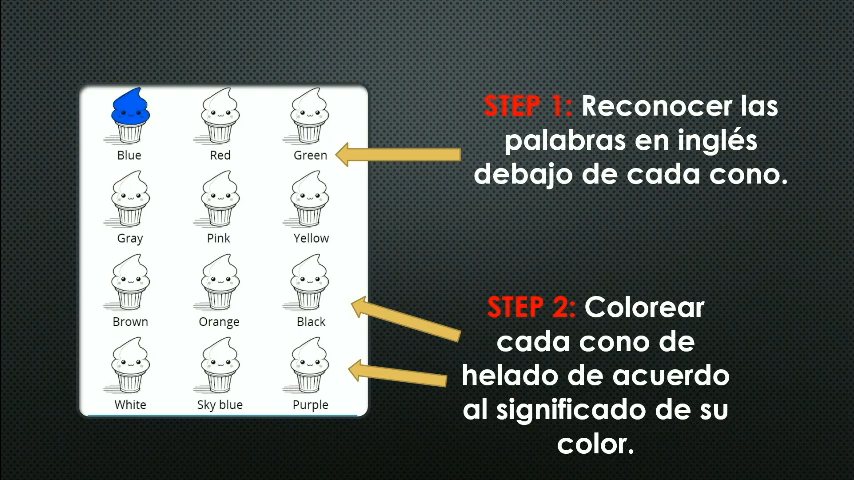 Blue Red Green
Gray Pink Yellow
Brown Orange Black
White Sky blue Purple
STEP 1: Reconocer las
palabras en inglés
debajo de cada cono.
STEP 2: Colorear
cada cono de
helado de acuerdo
al significado de su
color.